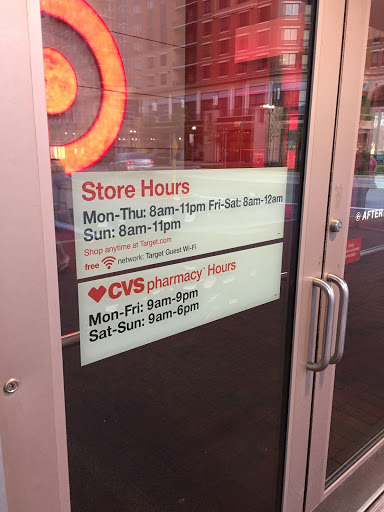 Store Hours
Mon-Thu: 8am-11pm Fri-Sat: 8am-12am
Sun: 8am-11pm
Shop anytime at Target.com
free network: Target Guest Wi-Fi
CVS pharmacy Hours
Mon-Fri: 9am-9pm
Sat-Sun: 9am-6pm
AFTER